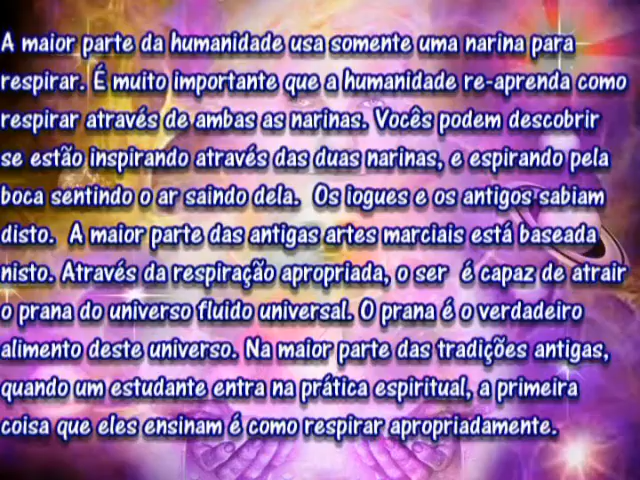 A maior parte da humanidade usa somente uma narina para
respirar. É muito importante que a humanidade re-aprenda como
respirar através de ambas as narinas. Vocês podem descobrir
se estão inspirando através das duas narinas, e espirando pela
boca sentindo o ar saindo dela. Os iogues e os antigos sabiam
disto. A maior parte das antigas artes marciais está baseada
nisto. Através da respiração apropriada, o ser é capaz de atrair
o prana do universo fluido universal. O prana é o verdadeiro
alimento deste universo. Na maior parte das tradições antigas,
quando um estudante entra na prática espiritual, a primeira
coisa que eles ensinam é como respirar apropriadamente.